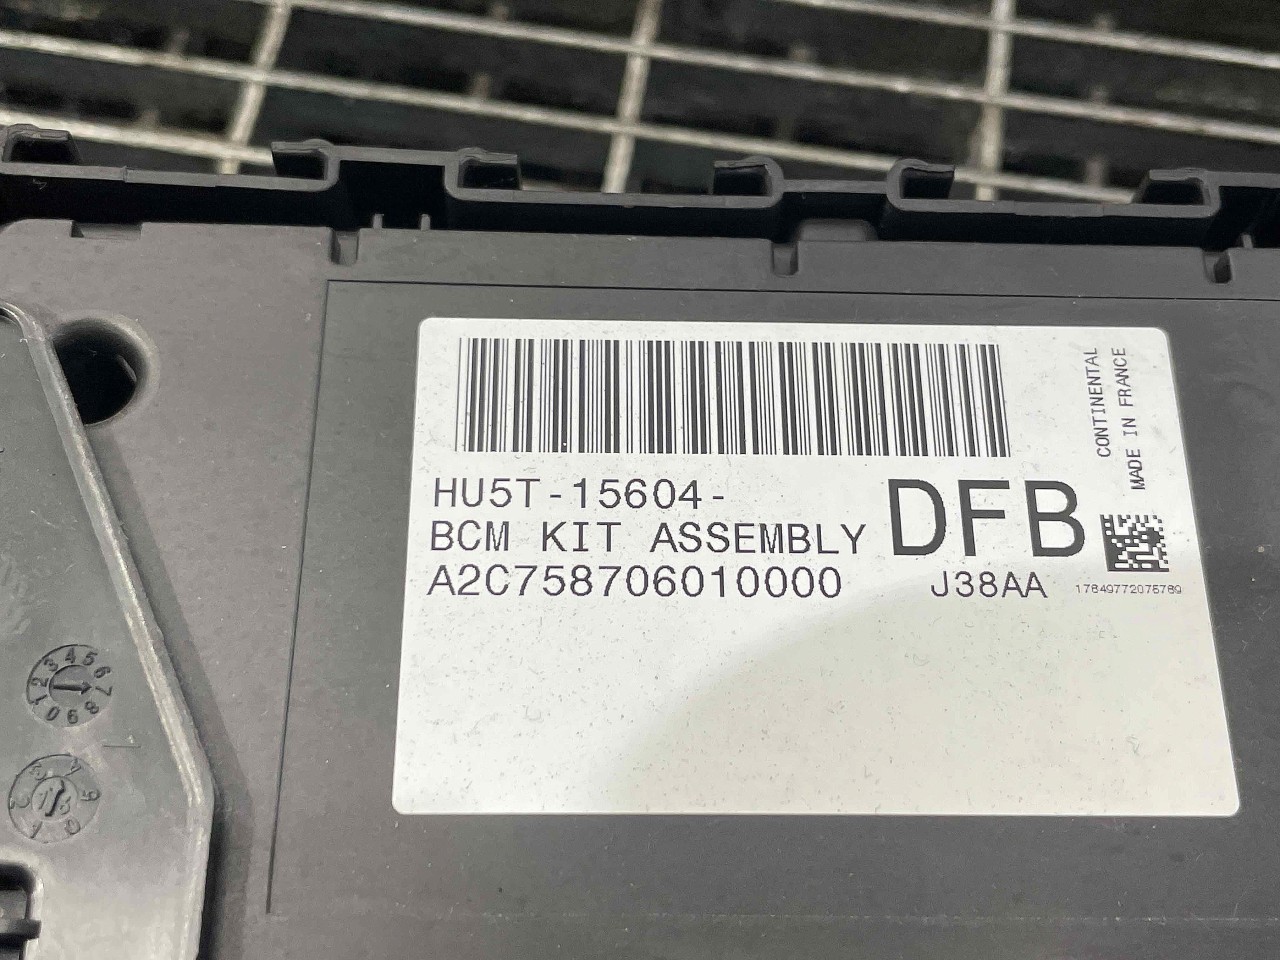 CONTINENTAL
MADE IN FRANCE
HU5T-15604-
DFB
BCM KIT ASSEMBLY
A2C758706010000
J38AA
17849772075789